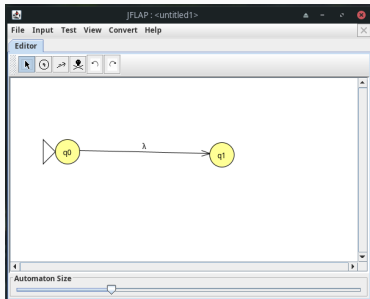 JFLAP : <untitled1>
File Input Test View Convert Help
Editor
q0
λ
q1
Automaton Size